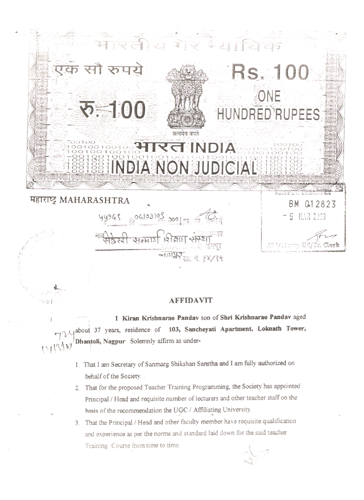 भारतीय गैर न्यायिक
एक सौ रुपये
Rs. 100
रु. 100
ONE
HUNDRED RUPEES
सत्यमेव जयते
भारत INDIA
INDIA NON JUDICIAL
महाराष्ट्र MAHARASHTRA
BM 012823
AFFIDAVIT
I Kiran Krishnarao Pandav son of Shri Krishnarao Pandav aged
about 37 years, residence of 103, Sancheyati Apartment, Loknath Tower,
Dhantoli, Nagpur Solemnly affirm as under-
1. That I am Secretary of Sanmarg Shikshan Sanstha and I am fully authorized on
behalf of the Society.
2. That for the proposed Teacher Training Programming, the Society has appointed
Principal / Head and requisite number of lecturers and other teacher staff on the
basis of the recommendation the UGC / Affiliating University.
3. That the Principal / Head and other faculty member have requisite qualification
and experience as per the norms and standard laid down for the said teacher
Training Course from time to time